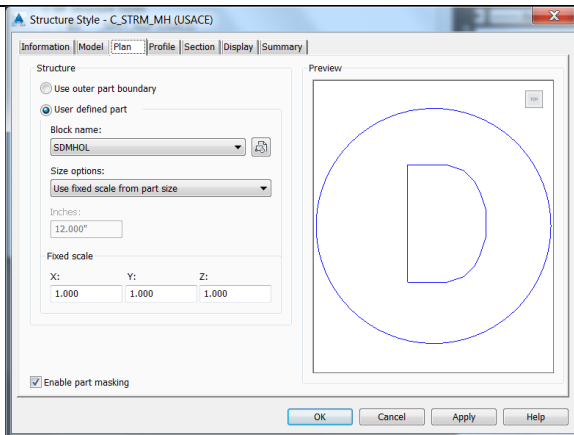 Structure Style - C_STRM_MH (USACE)
X
Information Model Plan Profile Section Display Summary
Structure
Use outer part boundary
User defined part
Block name:
SDMHOL
Size options:
Use fixed scale from part size
Inches:
12.000"
Fixed scale
X: Y: Z:
1.000 1.000 1.000
Enable part masking
Preview
TOP
D
OK Cancel Apply Help